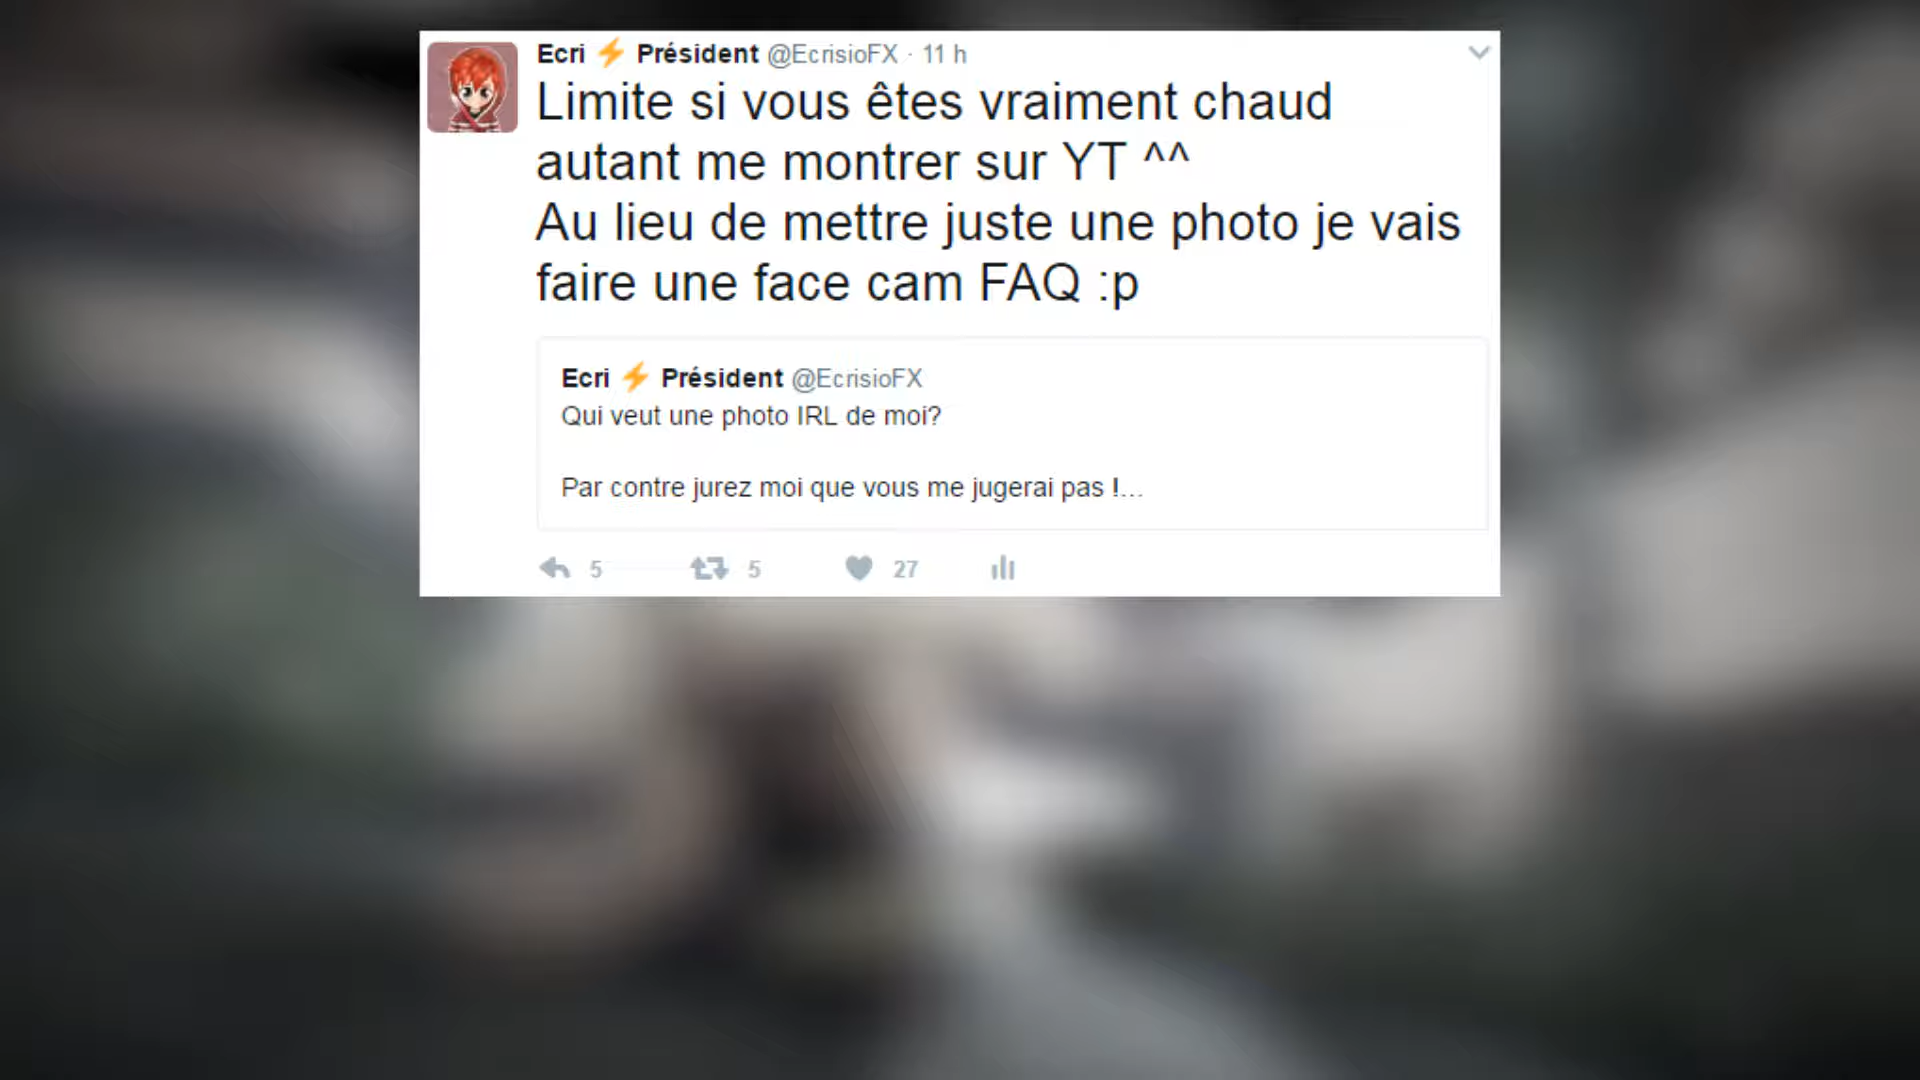 Ecri ⚡ Président @EcrisioFX · 11 h
Limite si vous êtes vraiment chaud
autant me montrer sur YT ^^
Au lieu de mettre juste une photo je vais
faire une face cam FAQ :p
Ecri ⚡ Président @EcrisioFX
Qui veut une photo IRL de moi?
Par contre jurez moi que vous me jugerai pas !...
5 5 27